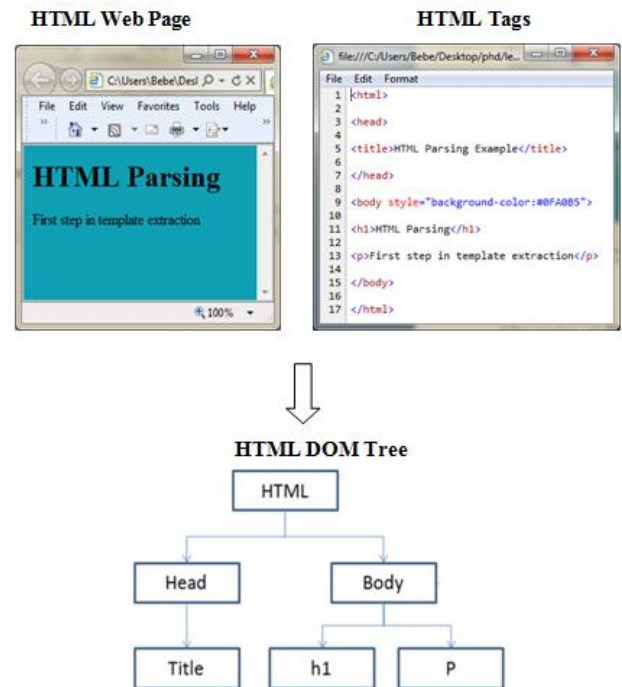 HTML Web Page
HTML Tags
C:\Users\Bebe\Desl
File Edit View Favorites Tools Help
HTML Parsing
First step in template extraction
100%
file:///C:/Users/Bebe/Desktop/phd/le...
File Edit Format
1 <html>
2
3 <head>
4
5 <title>HTML Parsing Example</title>
6
7 </head>
8
9 <body style="background-color:#0FA0B5">
10
11 <h1>HTML Parsing</h1>
12
13 <p>First step in template extraction</p>
14
15 </body>
16
17 </html>
HTML DOM Tree
HTML
Head Body
Title h1 P